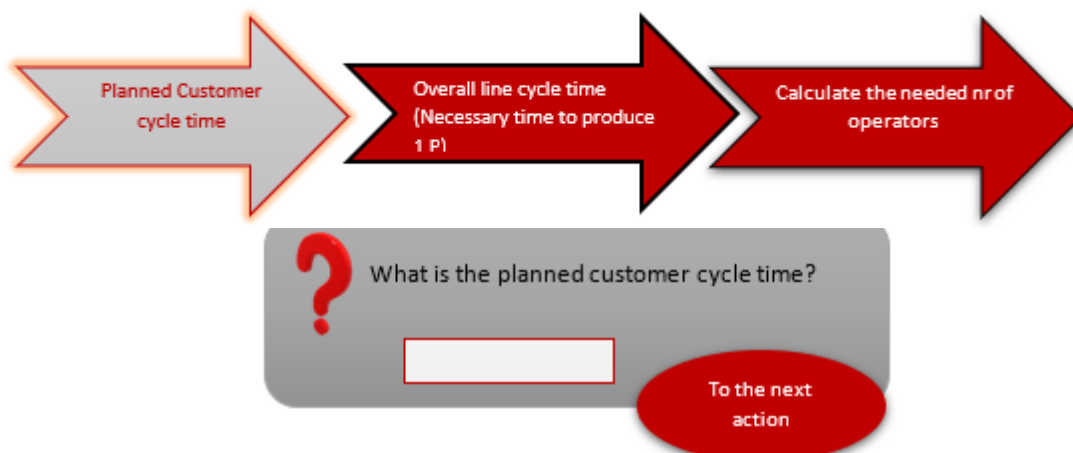 Planned Customer
cycle time
Overall line cycle time
(Necessary time to produce
1 P)
Calculate the needed nr of
operators
?
What is the planned customer cycle time?
To the next
action